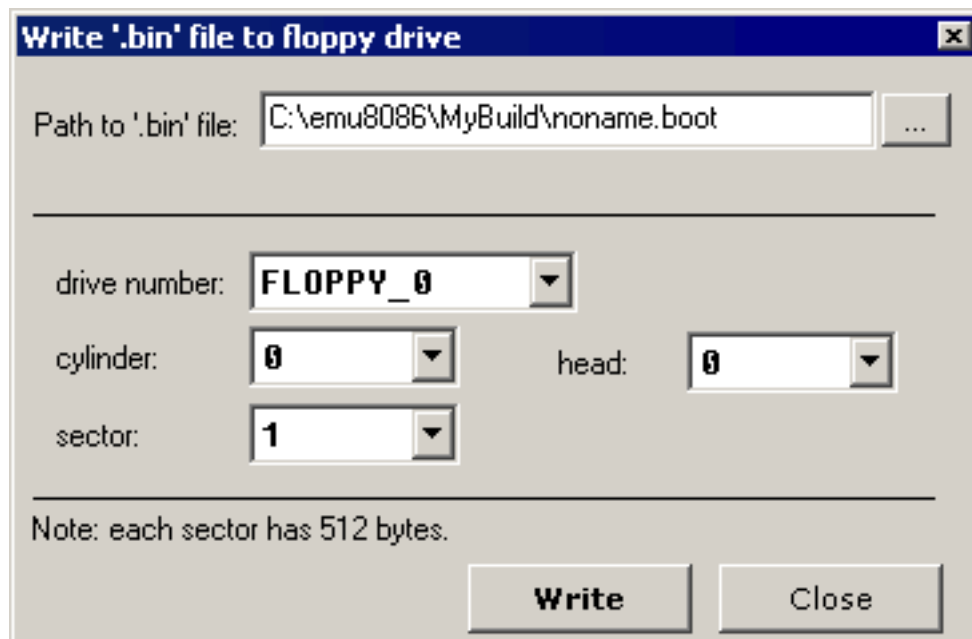 Write '.bin' file to floppy drive
Path to '.bin' file: C:\emu8086\MyBuild\noname.boot ...
drive number: FLOPPY_0
cylinder: 0 head: 0
sector: 1
Note: each sector has 512 bytes.
Write Close